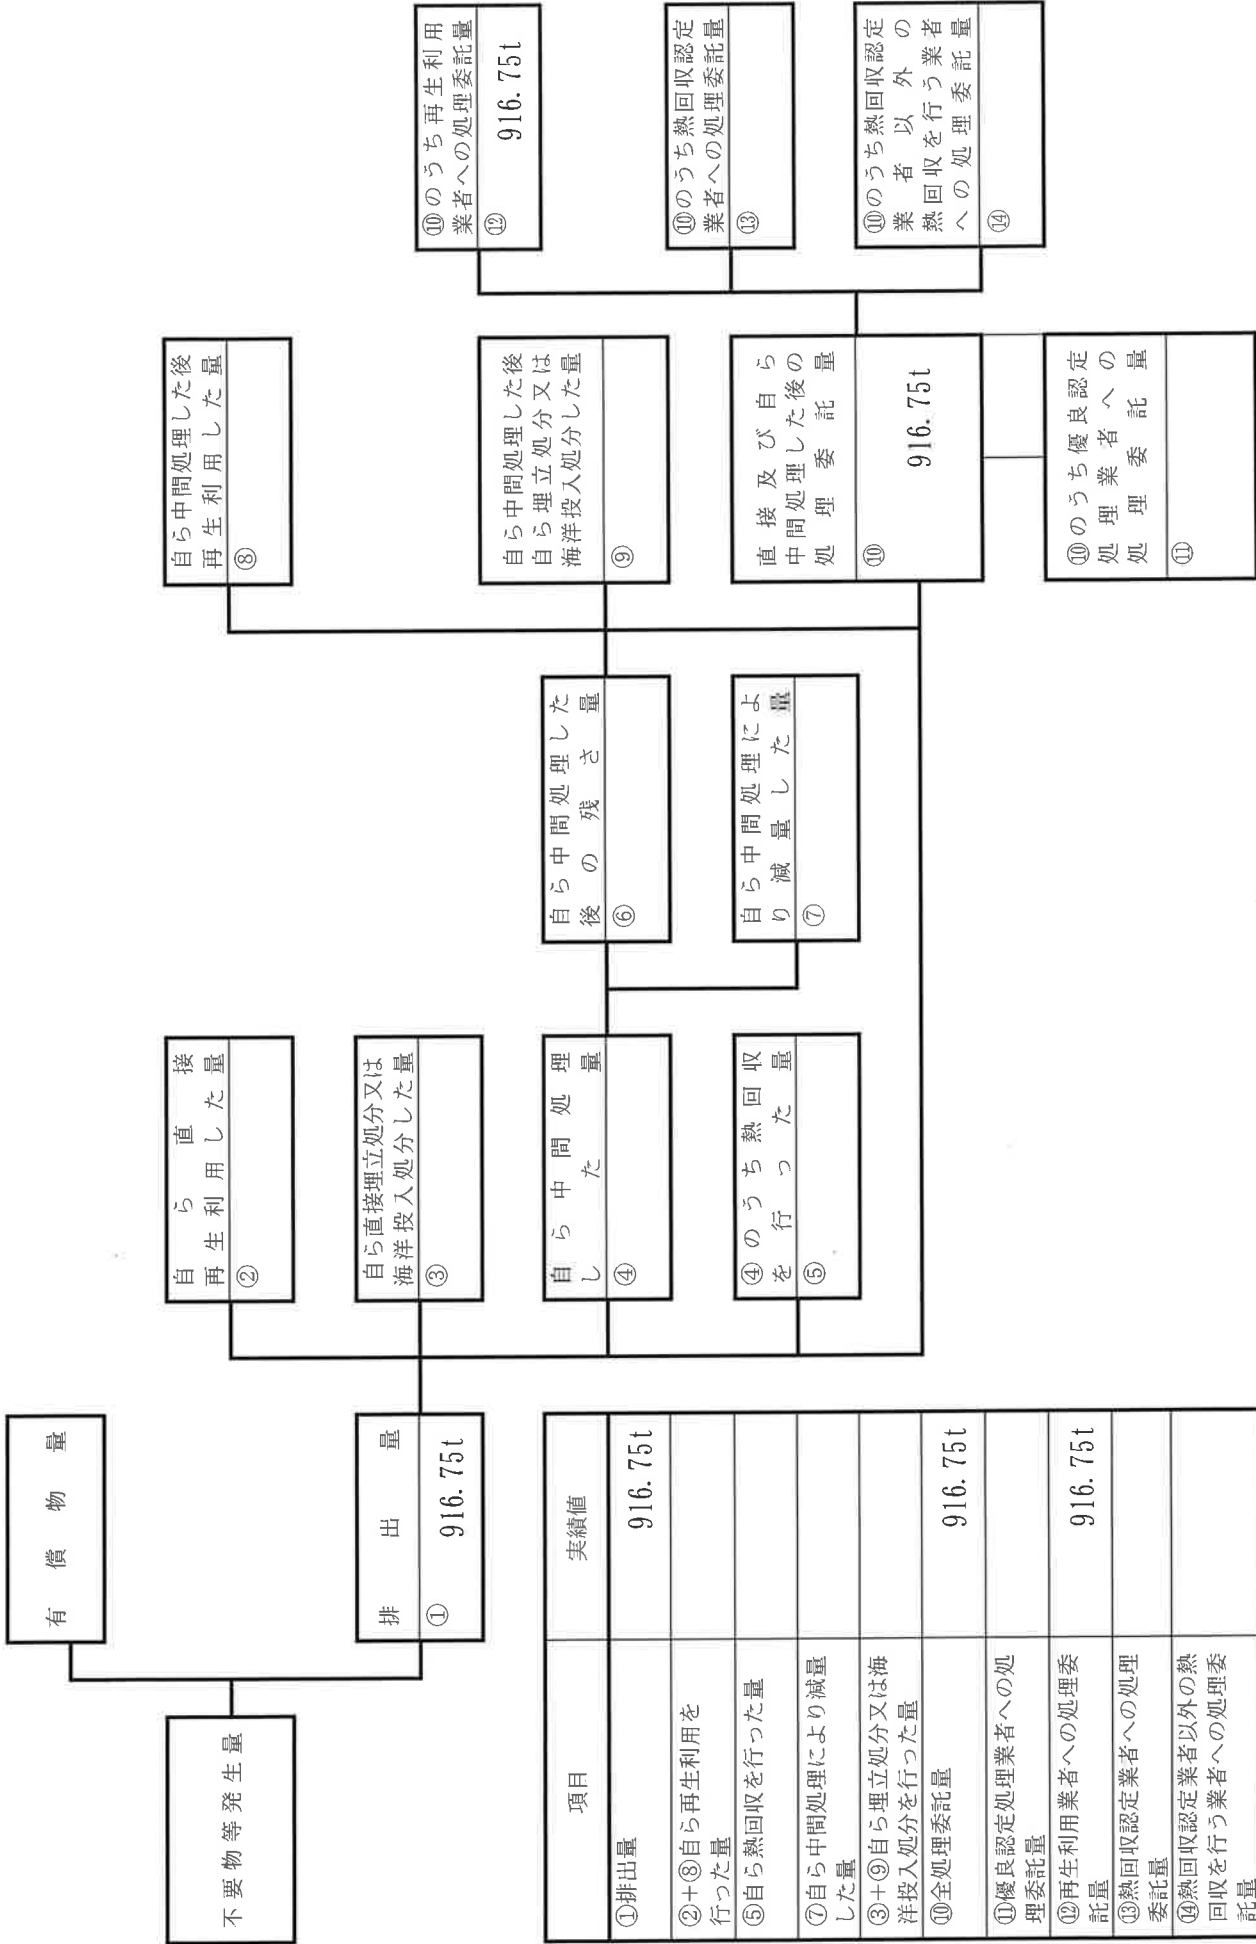 不要物等発生量
有償物量
排出量
① 916.75t
自ら直接
再生利用した量
②
自ら直接埋立処分又は
海洋投入処分した量
③
自ら中間処理
した量
④
④のうち熱回収
を行った量
⑤
自ら中間処理した
後の残さ量
⑥
自ら中間処理によ
り減量した量
⑦
自ら中間処理した後
再生利用した量
⑧
自ら中間処理した後
自ら埋立処分又は
海洋投入処分した量
⑨
直接及び自ら
中間処理した後の
処理委託量
⑩
916.75t
⑩のうち優良認定
処理業者への
処理委託量
⑪
⑩のうち再生利用
業者への処理委託量
⑫
916.75t
⑩のうち熱回収認定
業者への処理委託量
⑬
⑩のうち熱回収認定
業者以外の
熱回収を行う業者
への処理委託量
⑭
項目 実績値
①排出量 916.75t
②+⑧自ら再生利用を
行った量
⑤自ら熱回収を行った量
⑦自ら中間処理により減量
した量
③+⑨自ら埋立処分又は海
洋投入処分を行った量
⑩全処理委託量 916.75t
⑪優良認定処理業者への処
理委託量
⑫再生利用業者への処理委
託量 916.75t
⑬熱回収認定業者への処理
委託量
⑭熱回収認定業者以外の熱
回収を行う業者への処理委
託量